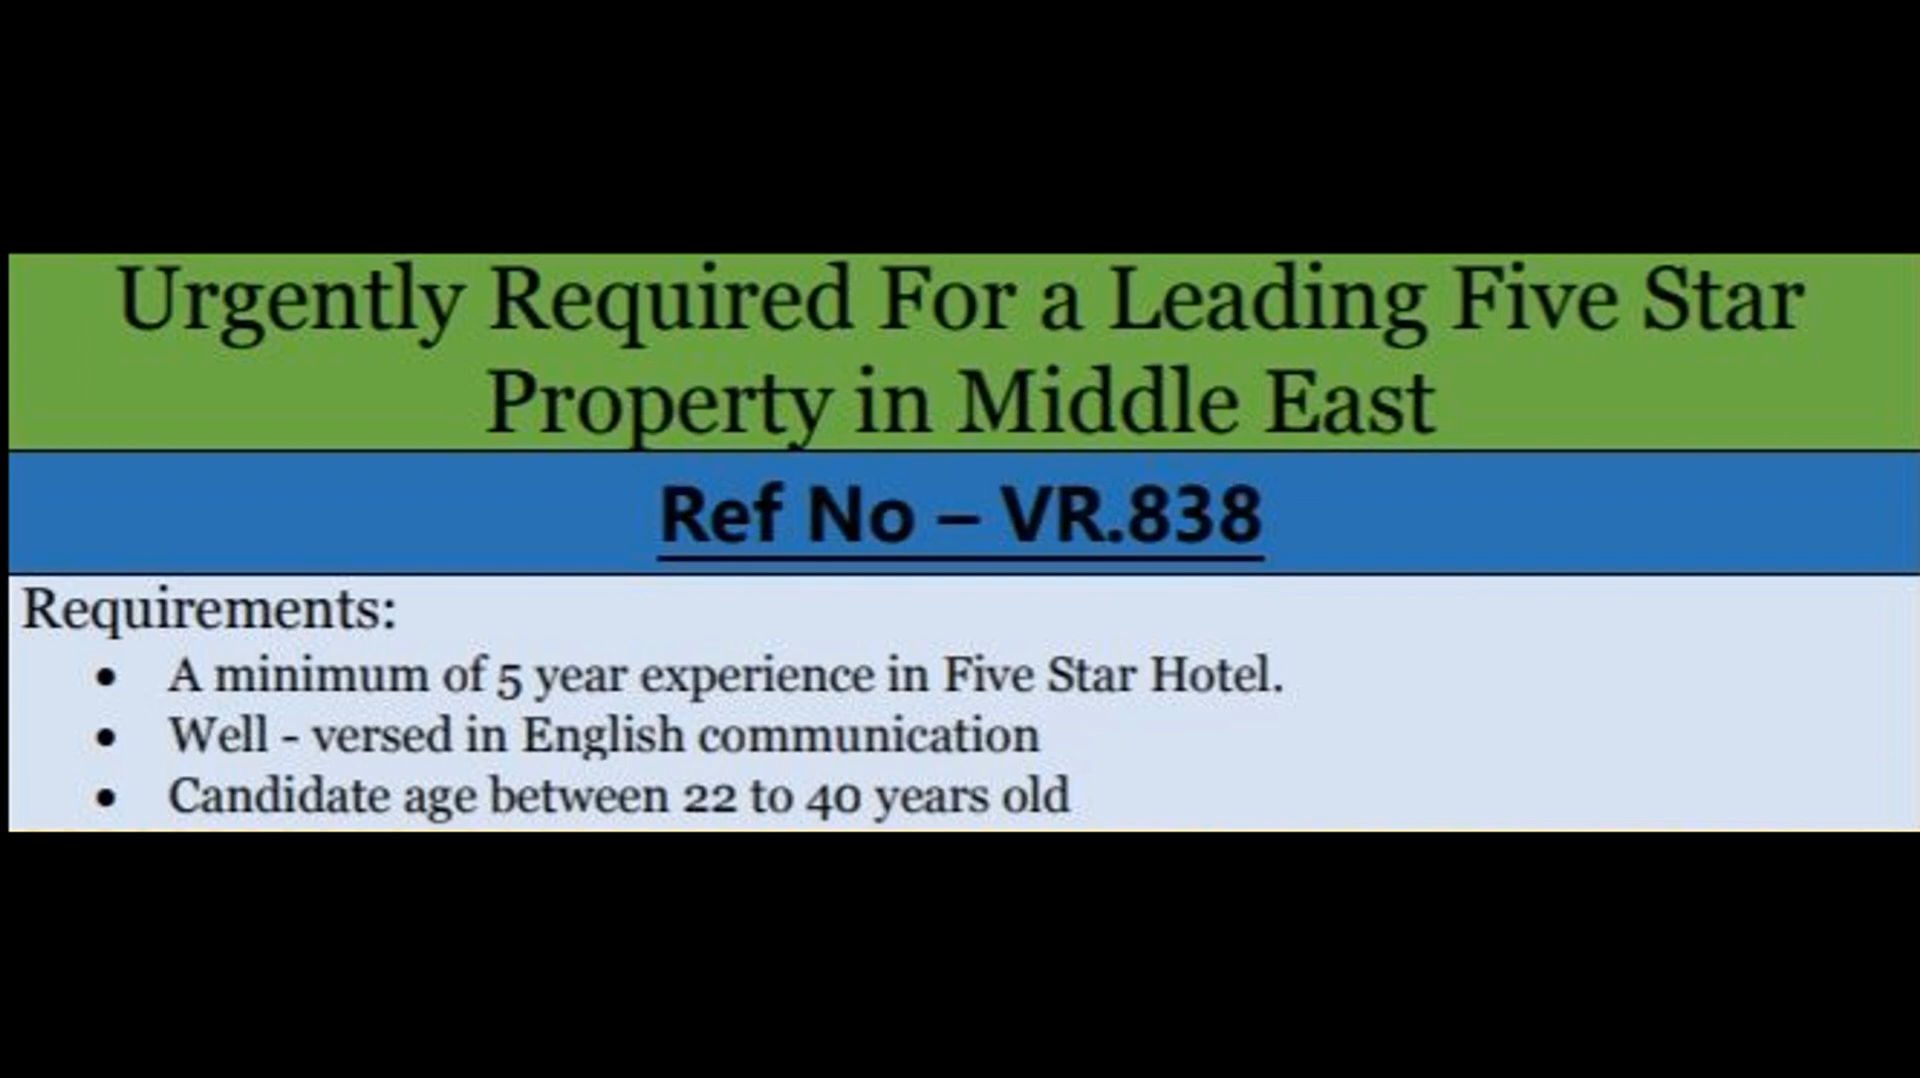 Urgently Required For a Leading Five Star
Property in Middle East
Ref No – VR.838
Requirements:
• A minimum of 5 year experience in Five Star Hotel.
• Well - versed in English communication
• Candidate age between 22 to 40 years old